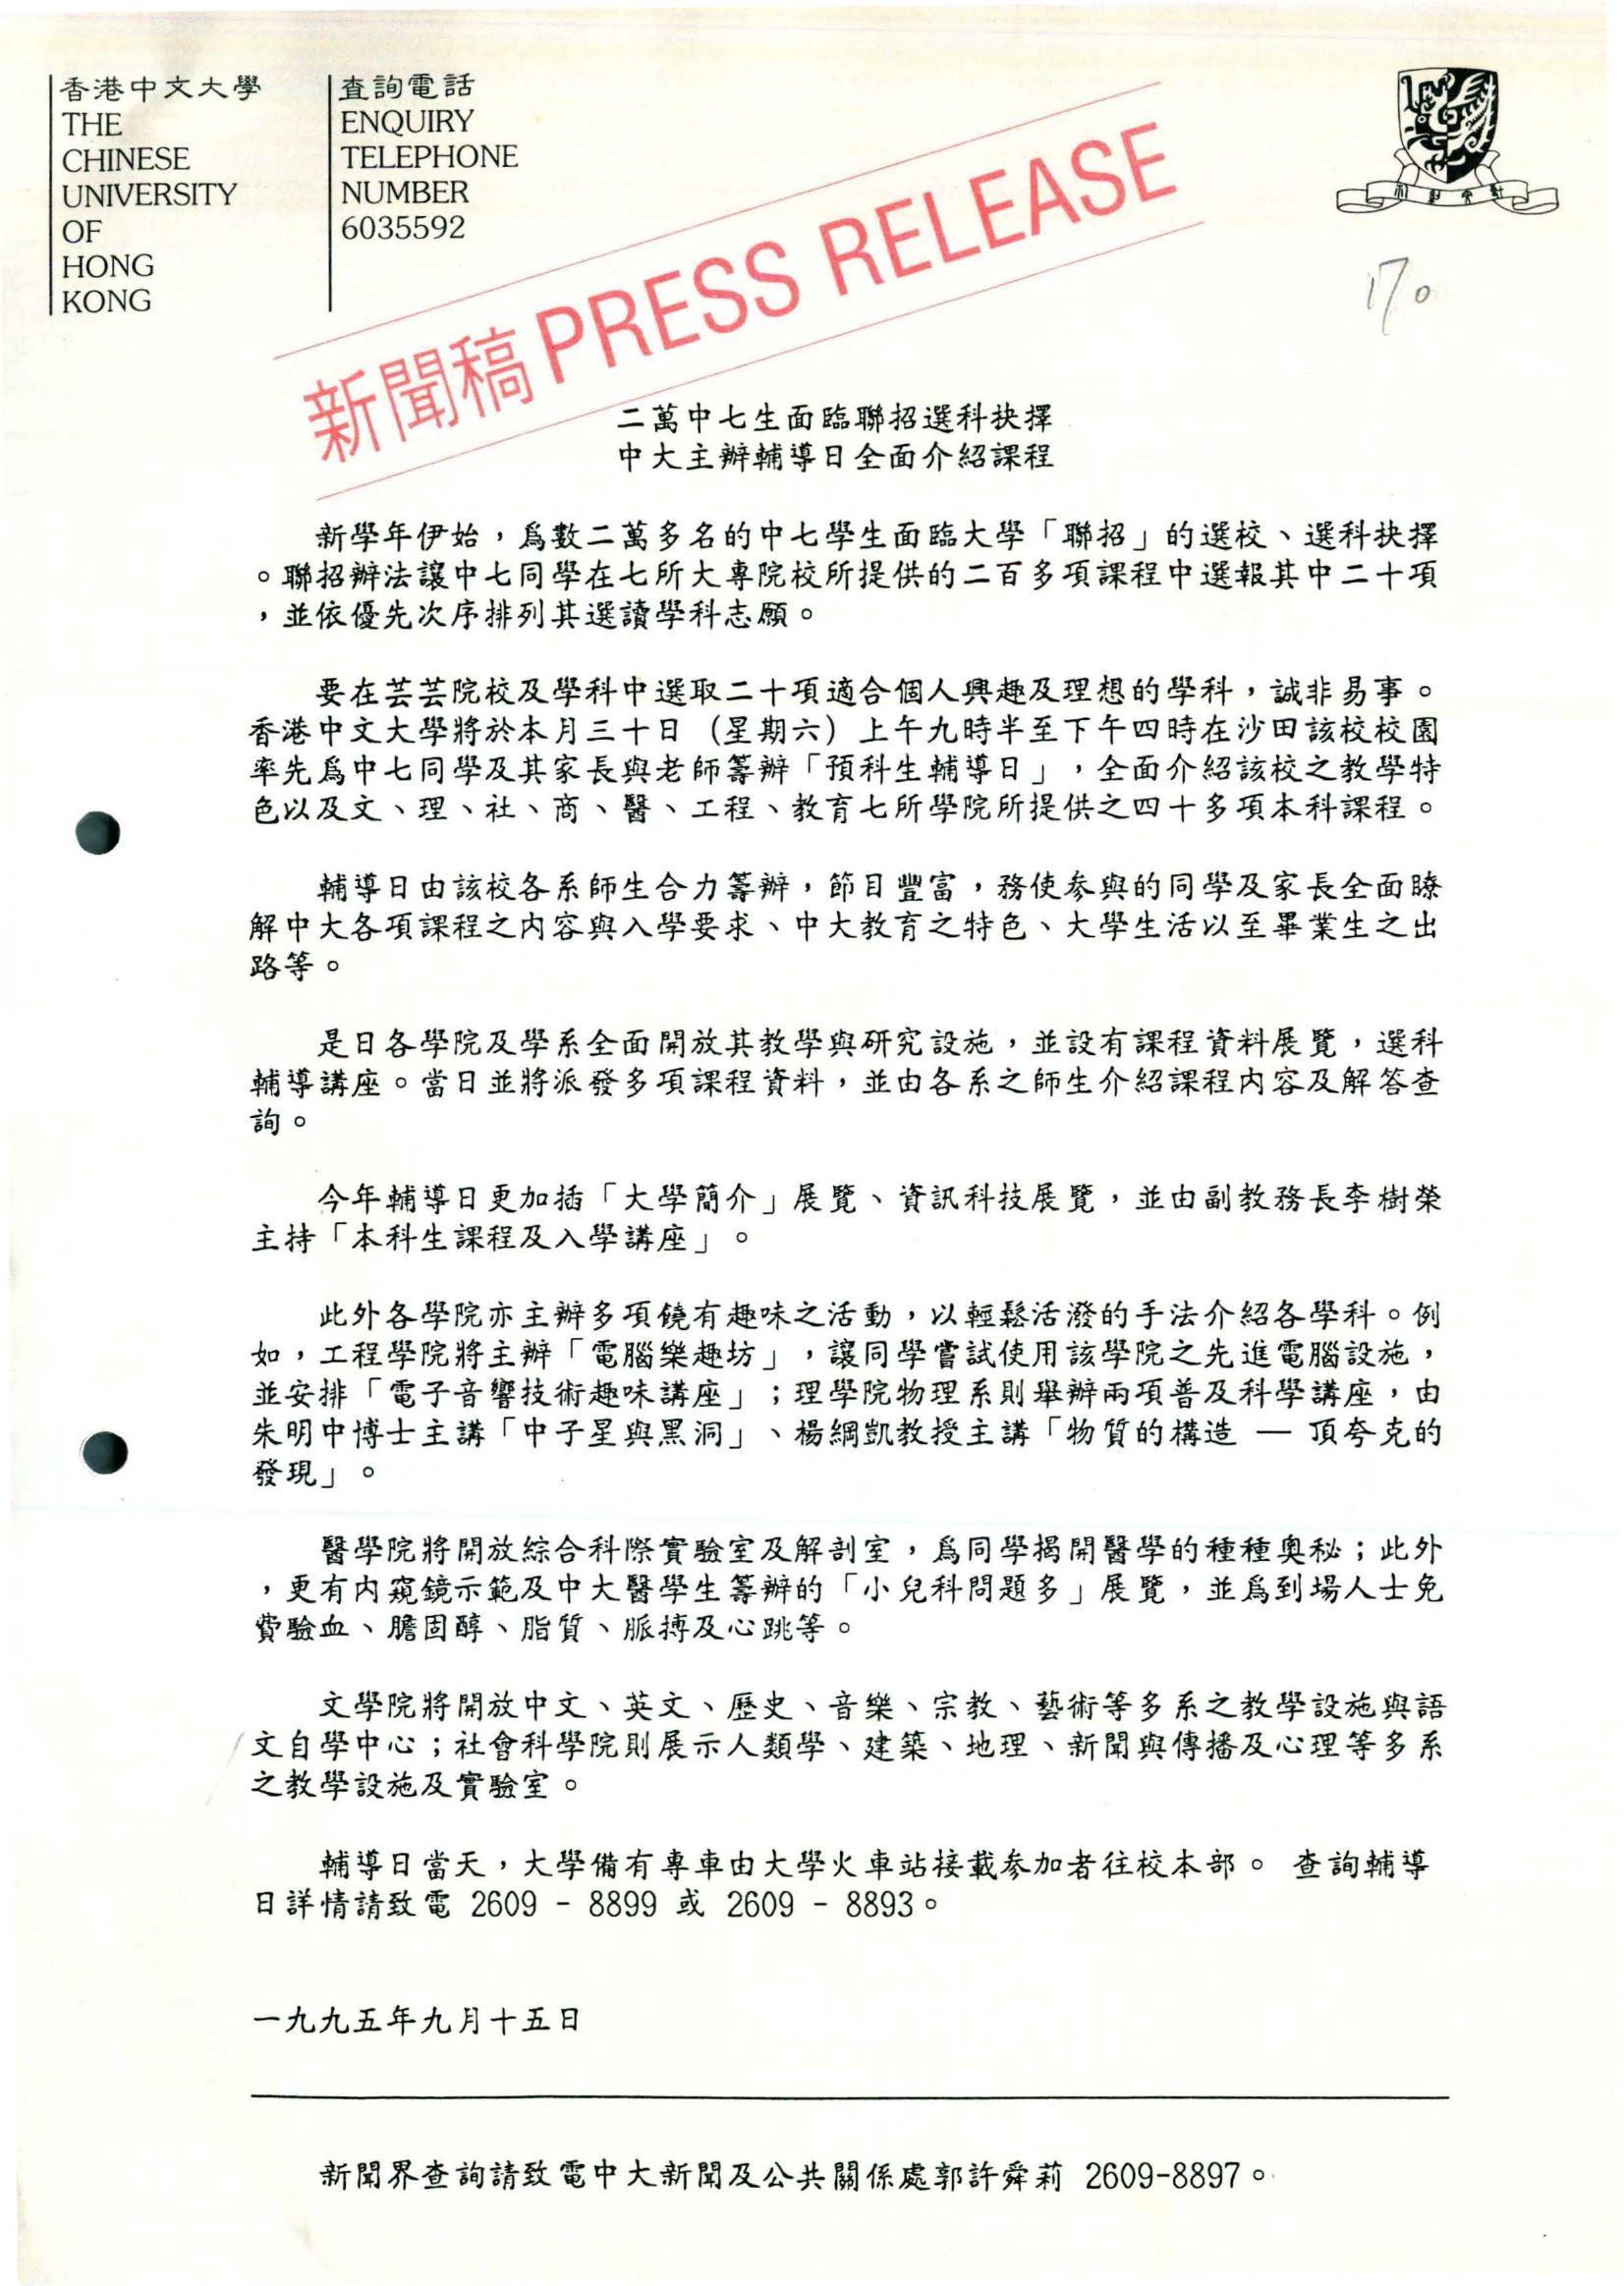 香港中文大學
THE
CHINESE
UNIVERSITY
OF
HONG
KONG
查詢電話
ENQUIRY
TELEPHONE
NUMBER
6035592
新聞稿 PRESS RELEASE
170
二萬中七生面臨聯招選科抉擇
中大主辦輔導日全面介紹課程
新學年伊始，爲數二萬多名的中七學生面臨大學「聯招」的選校、選科抉擇
。聯招辦法讓中七同學在七所大專院校所提供的二百多項課程中選報其中二十項
，並依優先次序排列其選讀學科志願。
要在芸芸院校及學科中選取二十項適合個人興趣及理想的學科，誠非易事。
香港中文大學將於本月三十日（星期六）上午九時半至下午四時在沙田該校校園
率先爲中七同學及其家長與老師籌辦「預科生輔導日」，全面介紹該校之教學特
色以及文、理、社、商、醫、工程、教育七所學院所提供之四十多項本科課程。
輔導日由該校各系師生合力籌辦，節目豐富，務使參與的同學及家長全面瞭
解中大各項課程之內容與入學要求、中大教育之特色、大學生活以至畢業生之出
路等。
是日各學院及學系全面開放其教學與研究設施，並設有課程資料展覽，選科
輔導講座。當日並將派發多項課程資料，並由各系之師生介紹課程內容及解答查
詢。
今年輔導日更加插「大學簡介」展覽、資訊科技展覽，並由副教務長李樹榮
主持「本科生課程及入學講座」。
此外各學院亦主辦多項饒有趣味之活動，以輕鬆活潑的手法介紹各學科。例
如，工程學院將主辦「電腦樂趣坊」，讓同學嘗試使用該學院之先進電腦設施，
並安排「電子音響技術趣味講座」；理學院物理系則舉辦兩項普及科學講座，由
朱明中博士主講「中子星與黑洞」、楊綱凱教授主講「物質的構造 — 頂夸克的
發現」。
醫學院將開放綜合科際實驗室及解剖室，爲同學揭開醫學的種種奧秘；此外
，更有內窺鏡示範及中大醫學生籌辦的「小兒科問題多」展覽，並爲到場人士免
費驗血、膽固醇、脂質、脈搏及心跳等。
文學院將開放中文、英文、歷史、音樂、宗教、藝術等多系之教學設施與語
文自學中心；社會科學院則展示人類學、建築、地理、新聞與傳播及心理等多系
之教學設施及實驗室。
輔導日當天，大學備有專車由大學火車站接載參加者往校本部。 查詢輔導
日詳情請致電 2609 - 8899 或 2609 - 8893。
一九九五年九月十五日
新聞界查詢請致電中大新聞及公共關係處郭許舜莉 2609-8897。